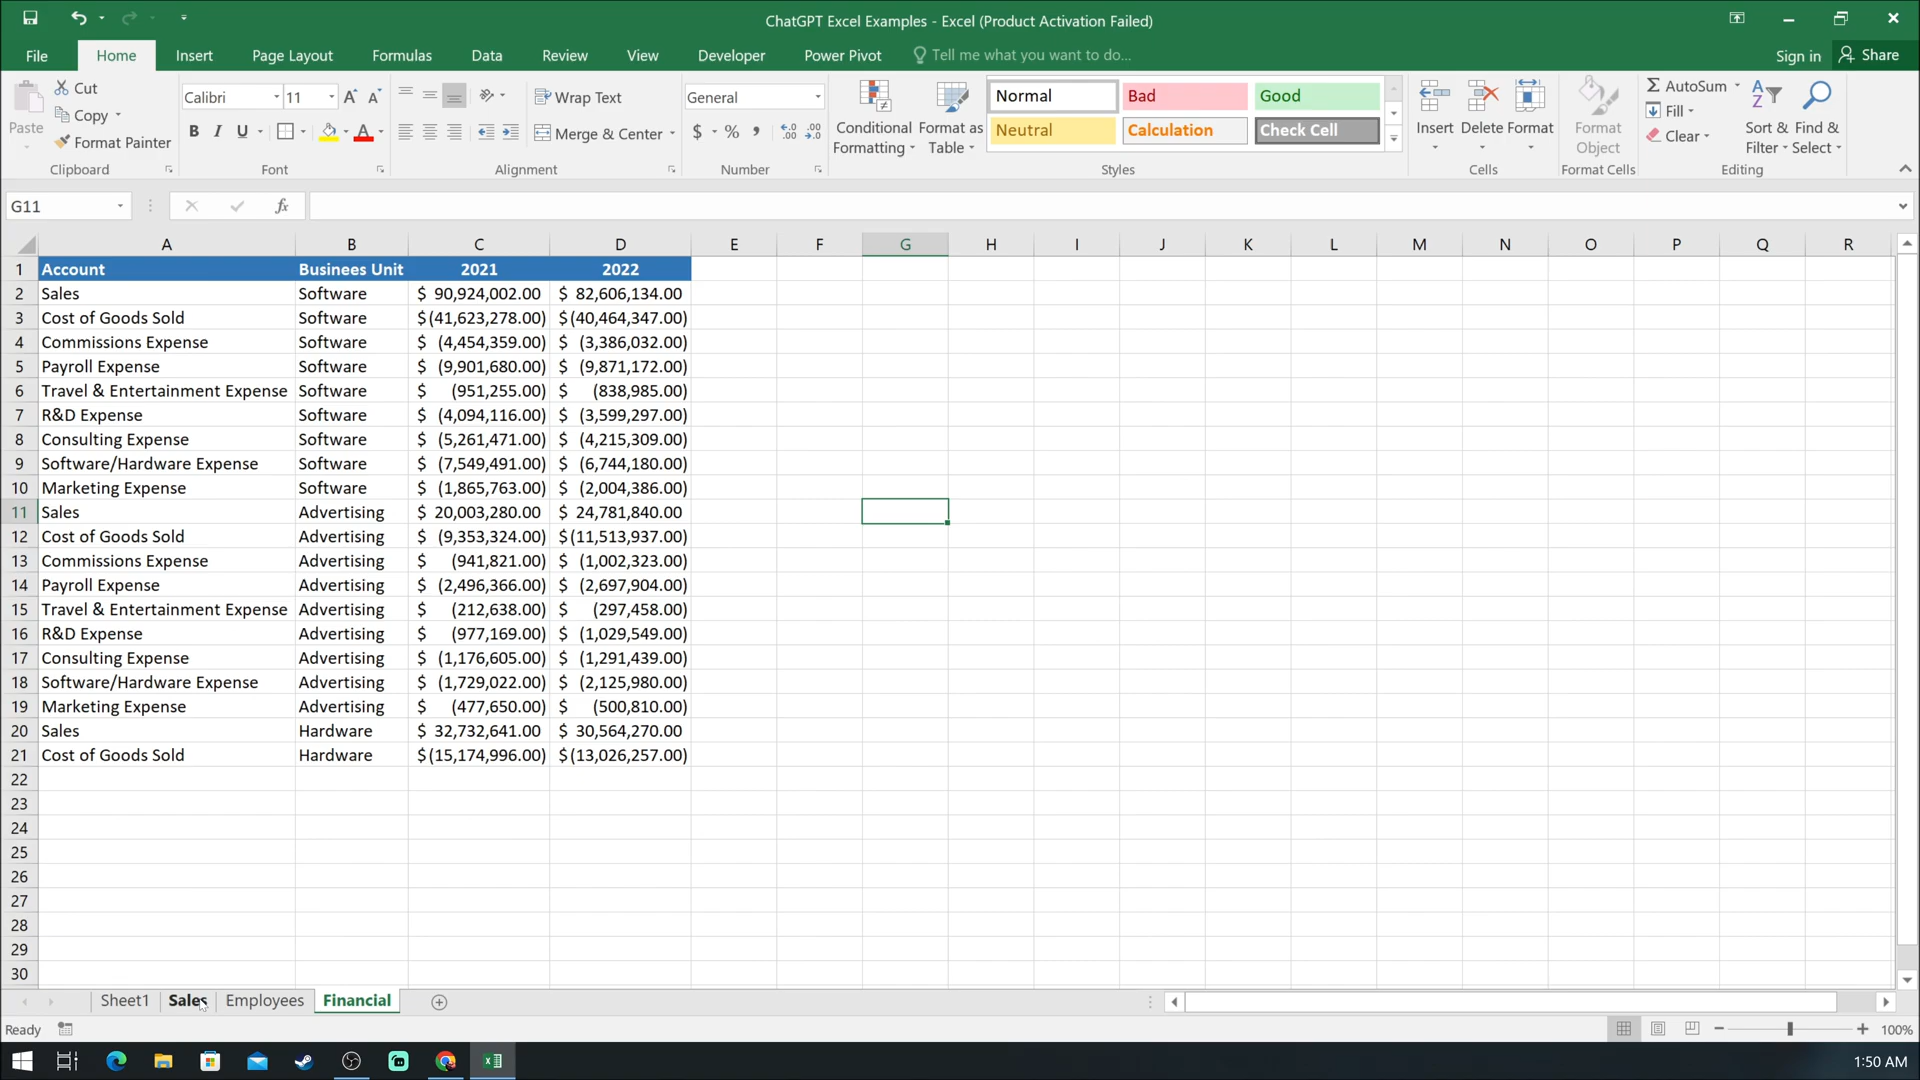 ChatGPT Excel Examples - Excel (Product Activation Failed)
File Home Insert Page Layout Formulas Data Review View Developer Power Pivot Tell me what you want to do... Sign in Share
Paste
Cut
Copy
Format Painter
Clipboard
Calibri 11
B I U
Font
Wrap Text
Merge & Center
Alignment
General
$ %
Number
Conditional Formatting
Format as Table
Normal Bad Good
Neutral Calculation Check Cell
Styles
Insert Delete Format
Cells
Format Object
Format Cells
AutoSum
Fill
Clear
Sort & Filter
Find & Select
Editing
G11 fx
A B C D E F G H I J K L M N O P Q R
1 Account Businees Unit 2021 2022
2 Sales Software $ 90,924,002.00 $ 82,606,134.00
3 Cost of Goods Sold Software $(41,623,278.00) $(40,464,347.00)
4 Commissions Expense Software $ (4,454,359.00) $ (3,386,032.00)
5 Payroll Expense Software $ (9,901,680.00) $ (9,871,172.00)
6 Travel & Entertainment Expense Software $ (951,255.00) $ (838,985.00)
7 R&D Expense Software $ (4,094,116.00) $ (3,599,297.00)
8 Consulting Expense Software $ (5,261,471.00) $ (4,215,309.00)
9 Software/Hardware Expense Software $ (7,549,491.00) $ (6,744,180.00)
10 Marketing Expense Software $ (1,865,763.00) $ (2,004,386.00)
11 Sales Advertising $ 20,003,280.00 $ 24,781,840.00
12 Cost of Goods Sold Advertising $ (9,353,324.00) $(11,513,937.00)
13 Commissions Expense Advertising $ (941,821.00) $ (1,002,323.00)
14 Payroll Expense Advertising $ (2,496,366.00) $ (2,697,904.00)
15 Travel & Entertainment Expense Advertising $ (212,638.00) $ (297,458.00)
16 R&D Expense Advertising $ (977,169.00) $ (1,029,549.00)
17 Consulting Expense Advertising $ (1,176,605.00) $ (1,291,439.00)
18 Software/Hardware Expense Advertising $ (1,729,022.00) $ (2,125,980.00)
19 Marketing Expense Advertising $ (477,650.00) $ (500,810.00)
20 Sales Hardware $ 32,732,641.00 $ 30,564,270.00
21 Cost of Goods Sold Hardware $(15,174,996.00) $(13,026,257.00)
22
23
24
25
26
27
28
29
30
Sheet1 Sales Employees Financial
Ready 100%
1:50 AM